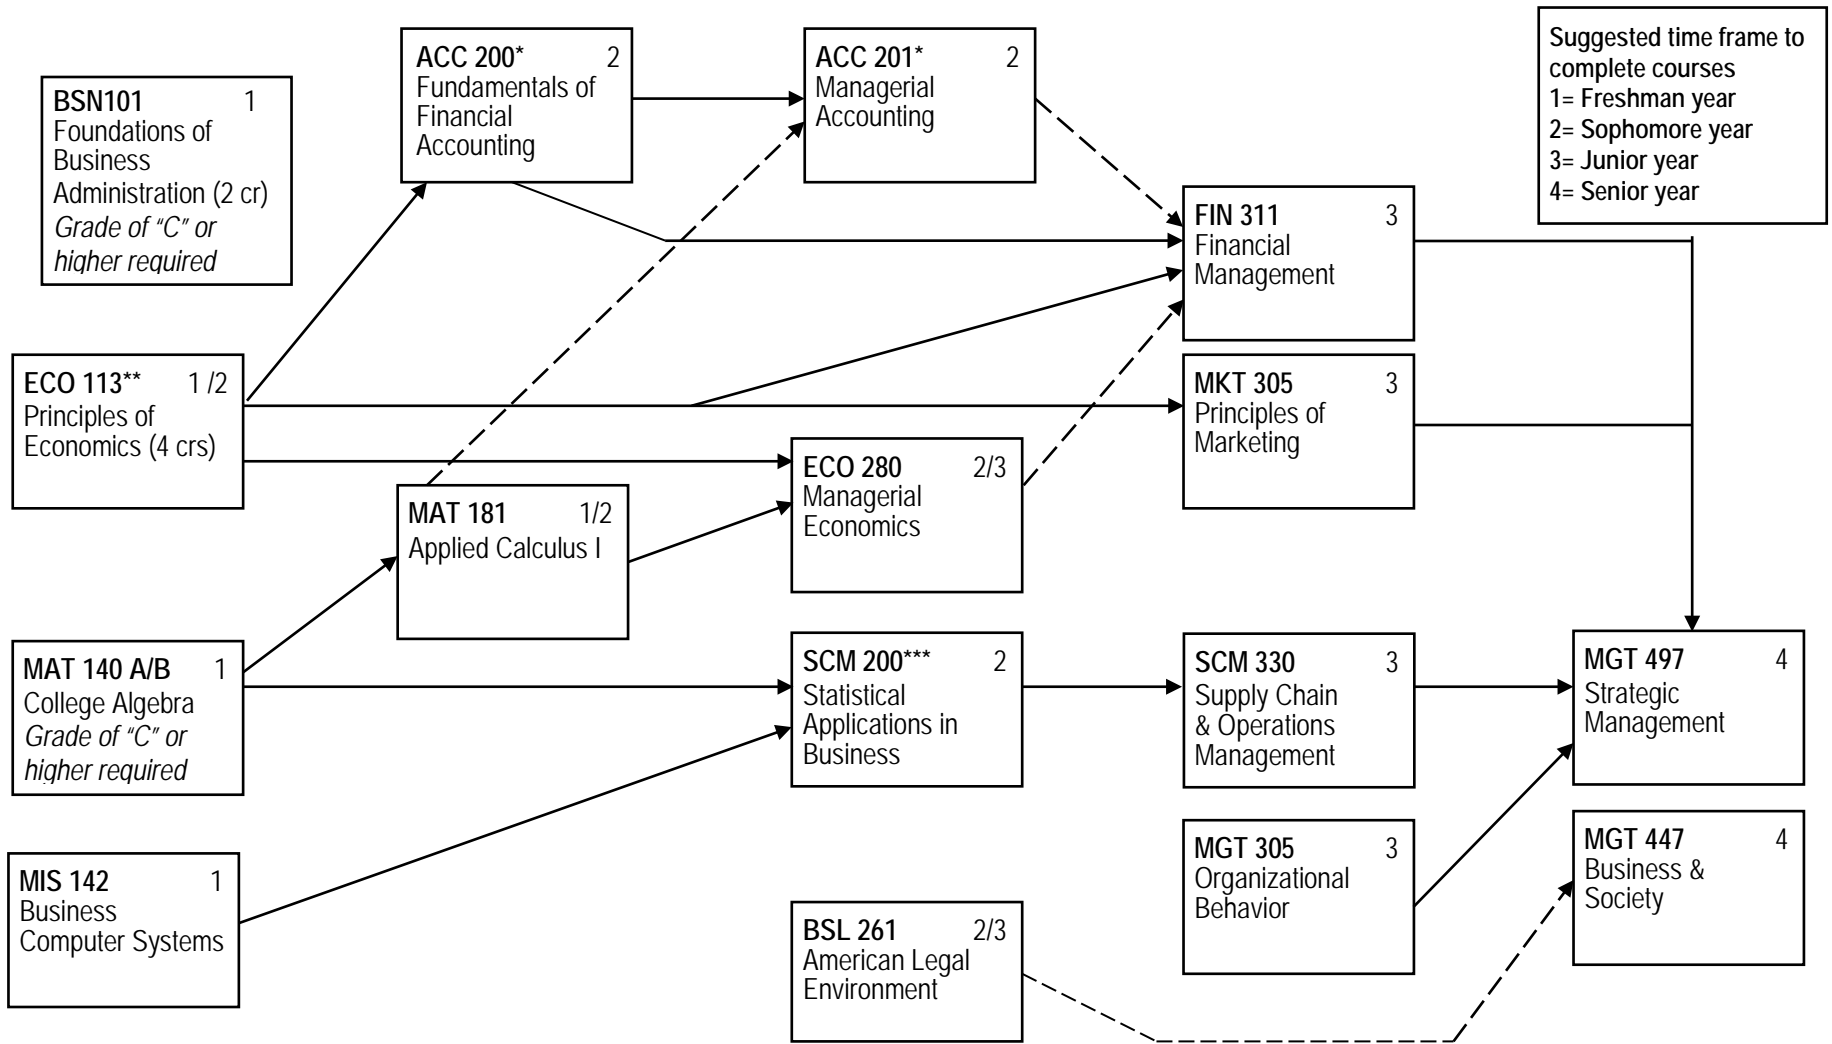 ACC 200* 2
Fundamentals of
Financial
Accounting
ACC 201* 2
Managerial
Accounting
Suggested time frame to
complete courses
1= Freshman year
2= Sophomore year
3= Junior year
4= Senior year
BSN101 1
Foundations of
Business
Administration (2 cr)
Grade of “C” or
higher required
FIN 311 3
Financial
Management
ECO 113** 1 /2
Principles of
Economics (4 crs)
MKT 305 3
Principles of
Marketing
ECO 280 2/3
Managerial
Economics
MAT 181 1/2
Applied Calculus I
MAT 140 A/B 1
College Algebra
Grade of “C” or
higher required
SCM 200*** 2
Statistical
Applications in
Business
SCM 330 3
Supply Chain
& Operations
Management
MGT 497 4
Strategic
Management
MIS 142 1
Business
Computer Systems
MGT 305 3
Organizational
Behavior
MGT 447 4
Business &
Society
BSL 261 2/3
American Legal
Environment